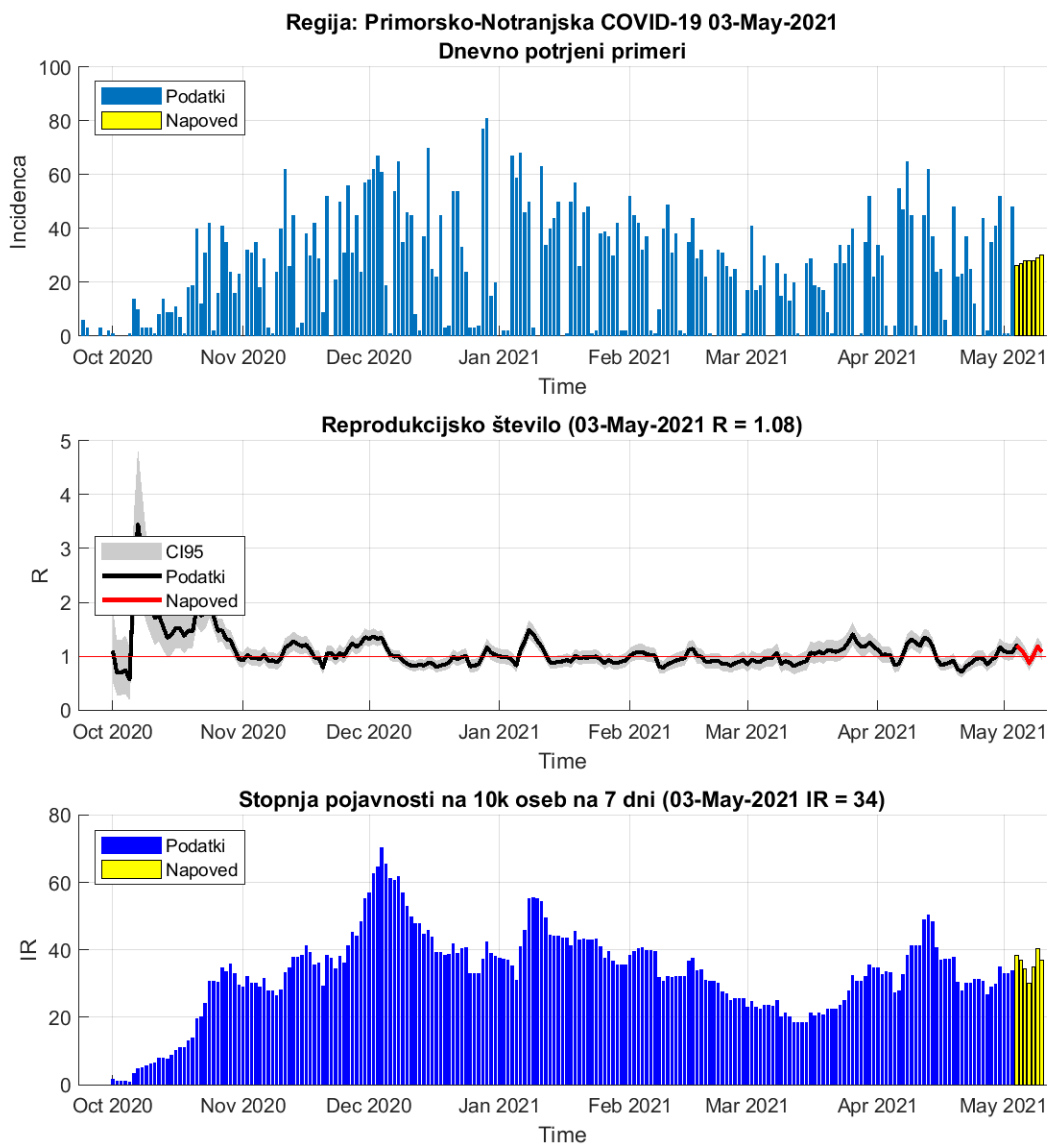 Regija: Primorsko-Notranjska COVID-19 03-May-2021
Dnevno potrjeni primeri
100
80
60
40
20
0
Incidenca
Podatki
Napoved
Oct 2020 Nov 2020 Dec 2020 Jan 2021 Feb 2021 Mar 2021 Apr 2021 May 2021
Time
Reprodukcijsko število (03-May-2021 R = 1.08)
5
4
3
2
1
0
R
CI95
Podatki
Napoved
Oct 2020 Nov 2020 Dec 2020 Jan 2021 Feb 2021 Mar 2021 Apr 2021 May 2021
Time
Stopnja pojavnosti na 10k oseb na 7 dni (03-May-2021 IR = 34)
80
60
40
20
0
IR
Podatki
Napoved
Oct 2020 Nov 2020 Dec 2020 Jan 2021 Feb 2021 Mar 2021 Apr 2021 May 2021
Time